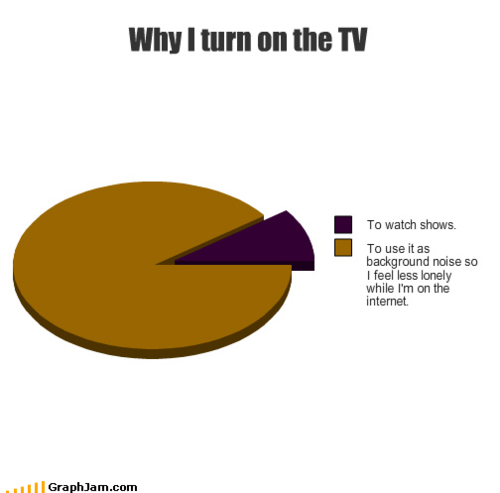 Why I turn on the TV
To watch shows.
To use it as
background noise so
I feel less lonely
while I'm on the
internet.
GraphJam.com